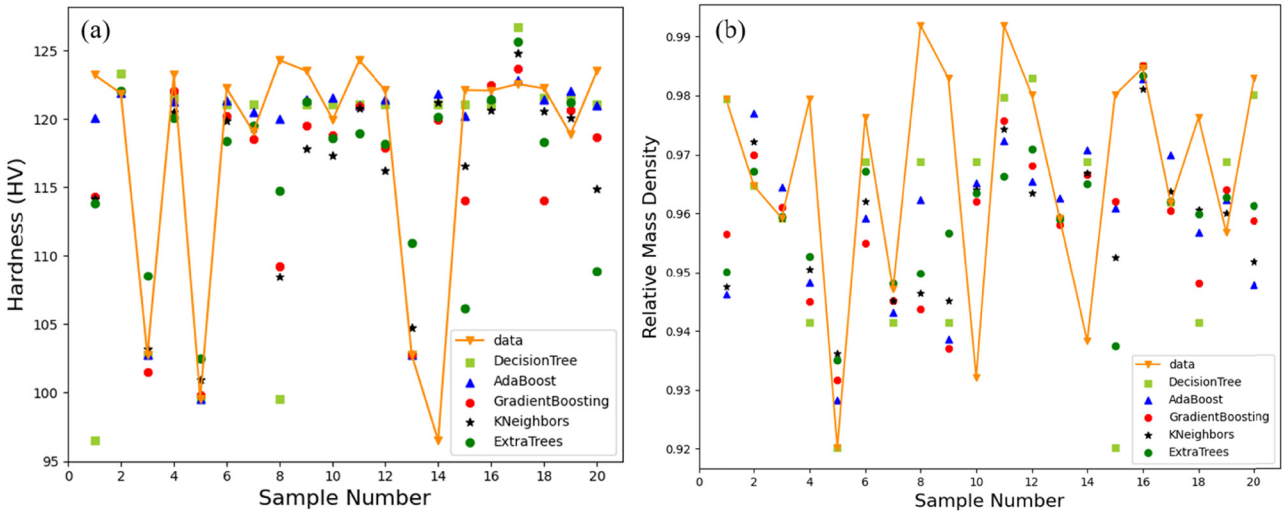 (a)
Hardness (HV)
125
120
115
110
105
100
95
0 2 4 6 8 10 12 14 16 18 20
Sample Number
data
DecisionTree
AdaBoost
GradientBoosting
KNeighbors
ExtraTrees
(b)
Relative Mass Density
0.99
0.98
0.97
0.96
0.95
0.94
0.93
0.92
0 2 4 6 8 10 12 14 16 18 20
Sample Number
data
DecisionTree
AdaBoost
GradientBoosting
KNeighbors
ExtraTrees